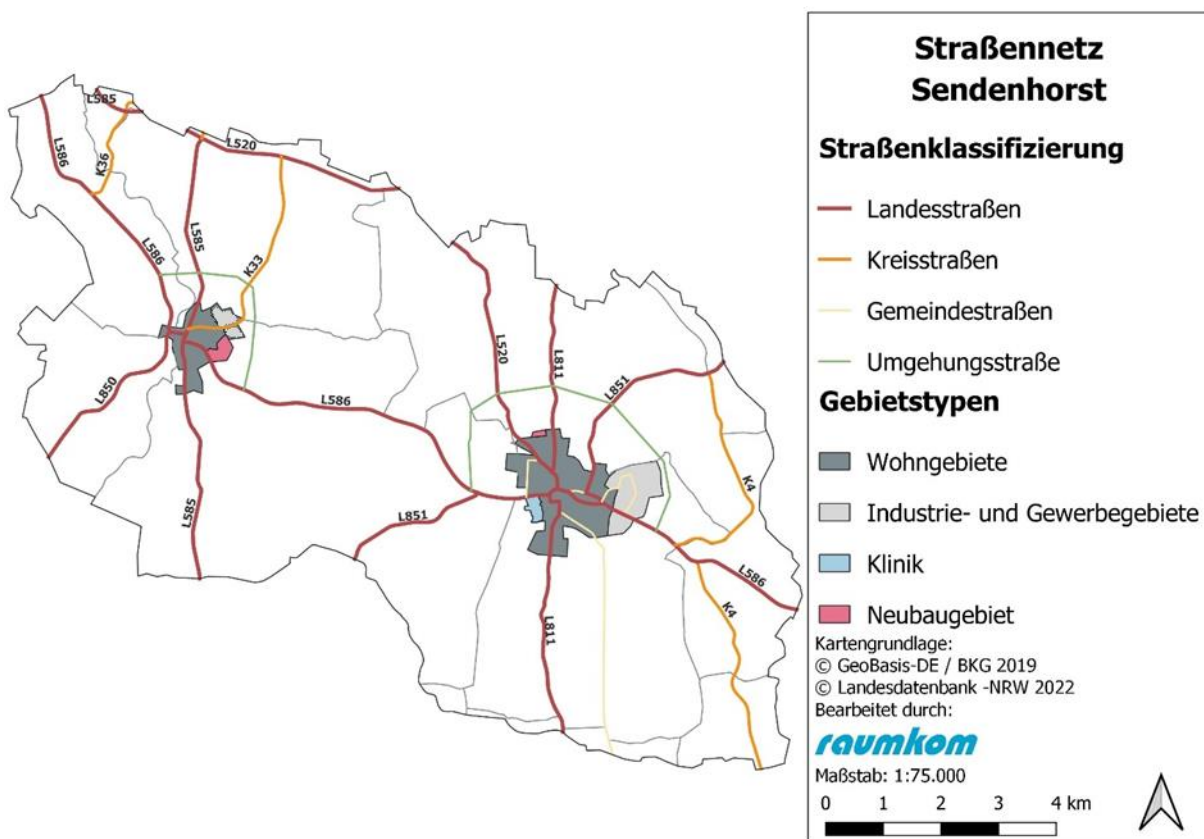 L585
L586
K36
L520
L586
L585
K33
L850
L586
L585
L851
L520
L811
L851
K4
L586
K4
L811
Straßennetz
Sendenhorst
Straßenklassifizierung
Landesstraßen
Kreisstraßen
Gemeindestraßen
Umgehungsstraße
Gebietstypen
Wohngebiete
Industrie- und Gewerbegebiete
Klinik
Neubaugebiet
Kartengrundlage:
© GeoBasis-DE / BKG 2019
© Landesdatenbank -NRW 2022
Bearbeitet durch:
raumkom
Maßstab: 1:75.000
0 1 2 3 4 km